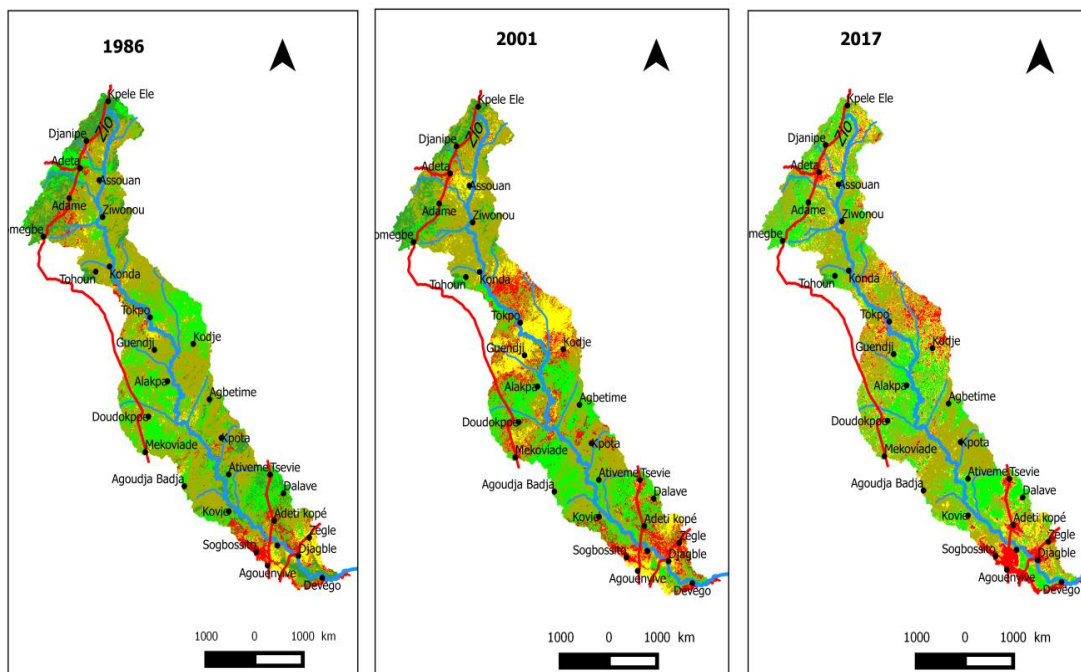 1986
Kpele Ele
Zio
Djanipe
Adeta
Assouan
Adame
Ziwonou
omegbe
Konda
Tohoun
Tokpo
Guendji
Kodje
Alakpa
Agbetime
Doudokpoe
Kpota
Mekoviade
Ativeme Tsevie
Agoudja Badja
Dalave
Kovie
Adeti kopé
Zegle
Sogbossito
Djagble
Agouenyive
Devego
1000 0 1000 km
2001
Kpele Ele
Zio
Djanipe
Adeta
Assouan
Adame
Ziwonou
omegbe
Konda
Tohoun
Tokpo
Guendji
Kodje
Alakpa
Agbetime
Doudokpoe
Kpota
Mekoviade
Ativeme Tsevie
Agoudja Badja
Dalave
Kovie
Adeti kopé
Zegle
Sogbossito
Djagble
Agouenyive
Devego
1000 0 1000 km
2017
Kpele Ele
Zio
Djanipe
Adeta
Assouan
Adame
Ziwonou
omegbe
Konda
Tohoun
Tokpo
Guendji
Kodje
Alakpa
Agbetime
Doudokpoe
Kpota
Mekoviade
Ativeme Tsevie
Agoudja Badja
Dalave
Kovie
Adeti kopé
Zegle
Sogbossito
Djagble
Agouenyive
Devego
1000 0 1000 km